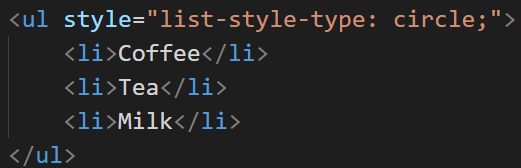 <ul style="list-style-type: circle;">
<li>Coffee</li>
<li>Tea</li>
<li>Milk</li>
</ul>